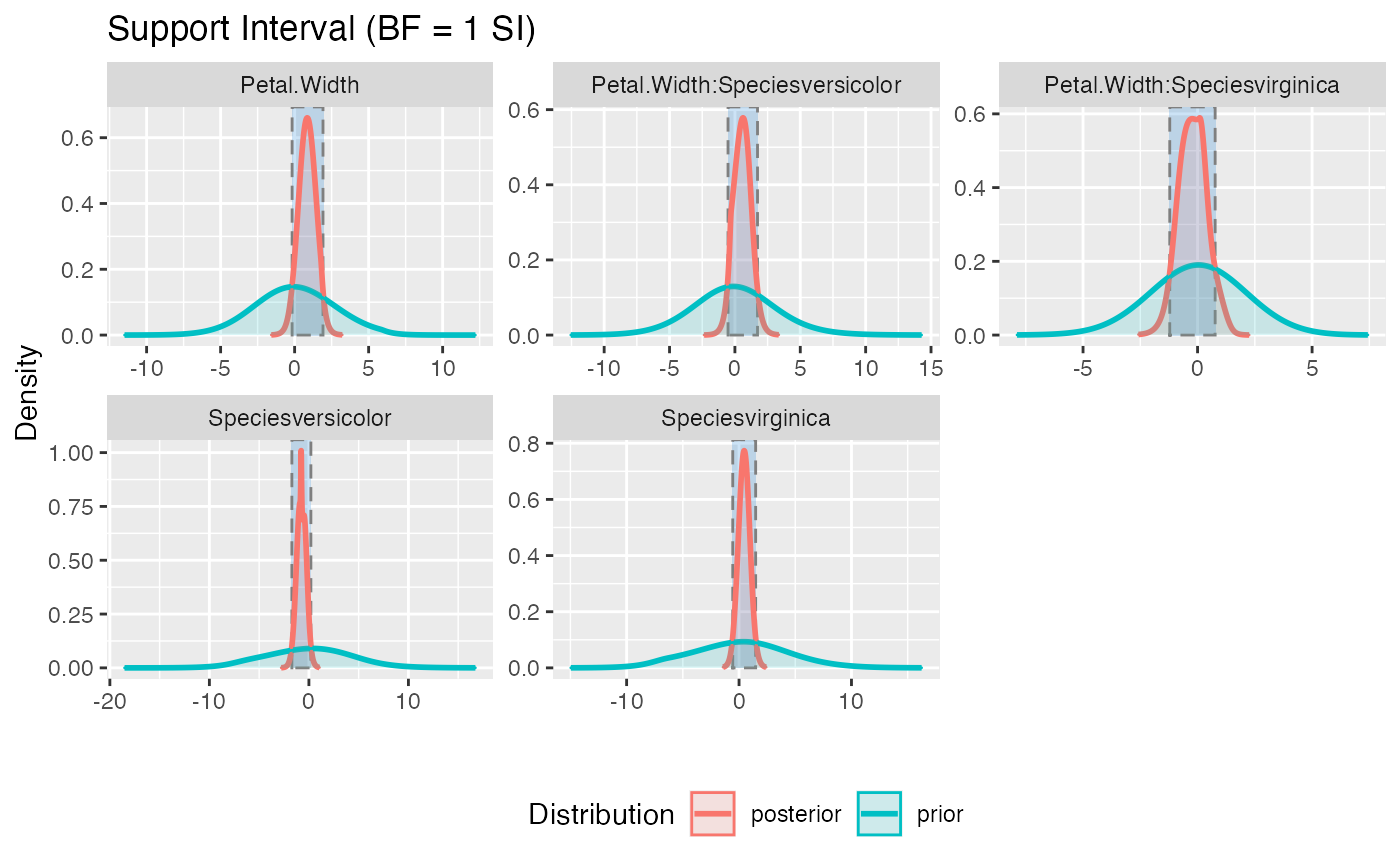 Support Interval (BF = 1 SI)
Petal.Width
Petal.Width:Speciesversicolor
Petal.Width:Speciesvirginica
0.6
0.4
0.2
0.0
-10 -5 0 5 10
0.6
0.4
0.2
0.0
-10 -5 0 5 10 15
0.6
0.4
0.2
0.0
-5 0 5
Density
Speciesversicolor
Speciesvirginica
1.00
0.75
0.50
0.25
0.00
-20 -10 0 10
0.8
0.6
0.4
0.2
0.0
-10 0 10
Distribution posterior prior